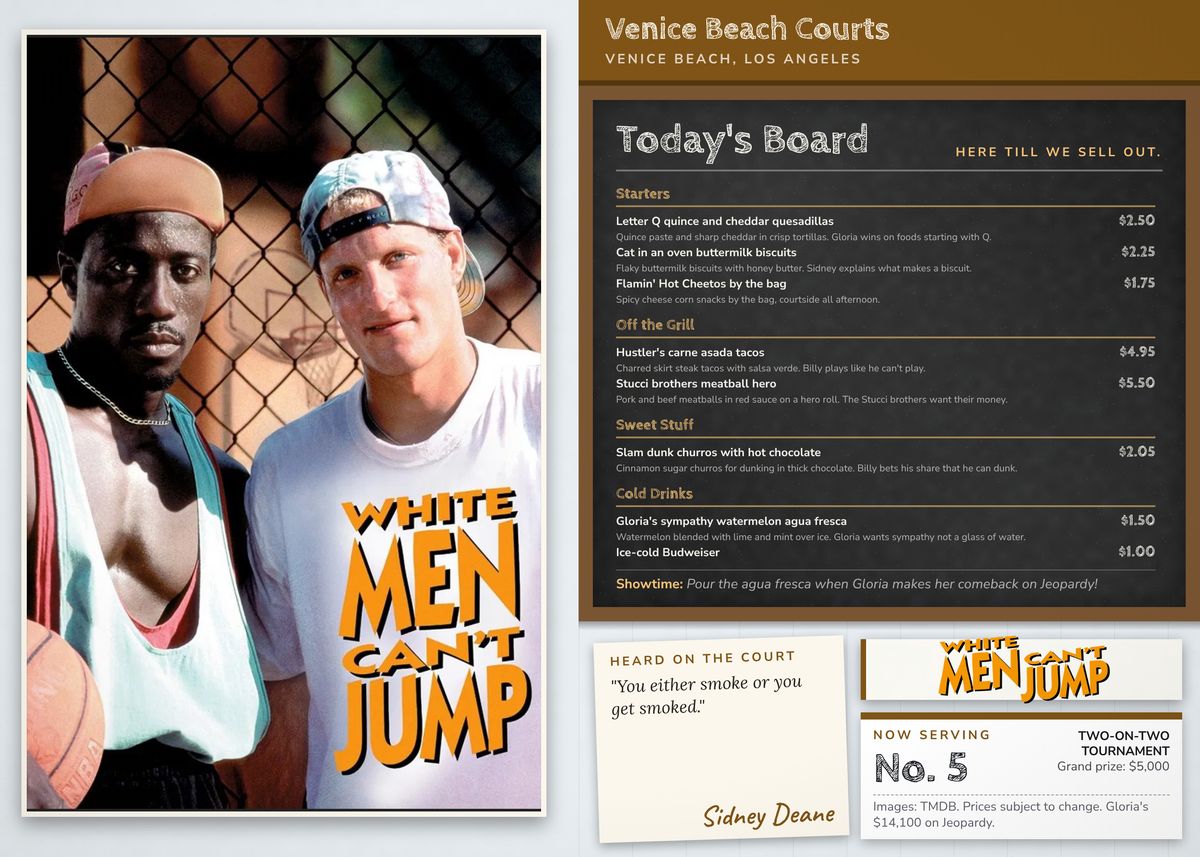 WHITE
MEN
CAN'T
JUMP
NBA
Venice Beach Courts
VENICE BEACH, LOS ANGELES
Today's Board
HERE TILL WE SELL OUT.
Starters
Letter Q quince and cheddar quesadillas $2.50
Quince paste and sharp cheddar in crisp tortillas. Gloria wins on foods starting with Q.
Cat in an oven buttermilk biscuits $2.25
Flaky buttermilk biscuits with honey butter. Sidney explains what makes a biscuit.
Flamin' Hot Cheetos by the bag $1.75
Spicy cheese corn snacks by the bag, courtside all afternoon.
Off the Grill
Hustler's carne asada tacos $4.95
Charred skirt steak tacos with salsa verde. Billy plays like he can't play.
Stucci brothers meatball hero $5.50
Pork and beef meatballs in red sauce on a hero roll. The Stucci brothers want their money.
Sweet Stuff
Slam dunk churros with hot chocolate $2.05
Cinnamon sugar churros for dunking in thick chocolate. Billy bets his share that he can dunk.
Cold Drinks
Gloria's sympathy watermelon agua fresca $1.50
Watermelon blended with lime and mint over ice. Gloria wants sympathy not a glass of water.
Ice-cold Budweiser $1.00
Showtime: Pour the agua fresca when Gloria makes her comeback on Jeopardy!
HEARD ON THE COURT
"You either smoke or you
get smoked."
Sidney Deane
WHITE
MEN CAN'T
JUMP
NOW SERVING
No. 5
TWO-ON-TWO
TOURNAMENT
Grand prize: $5,000
Images: TMDB. Prices subject to change. Gloria's
$14,100 on Jeopardy.